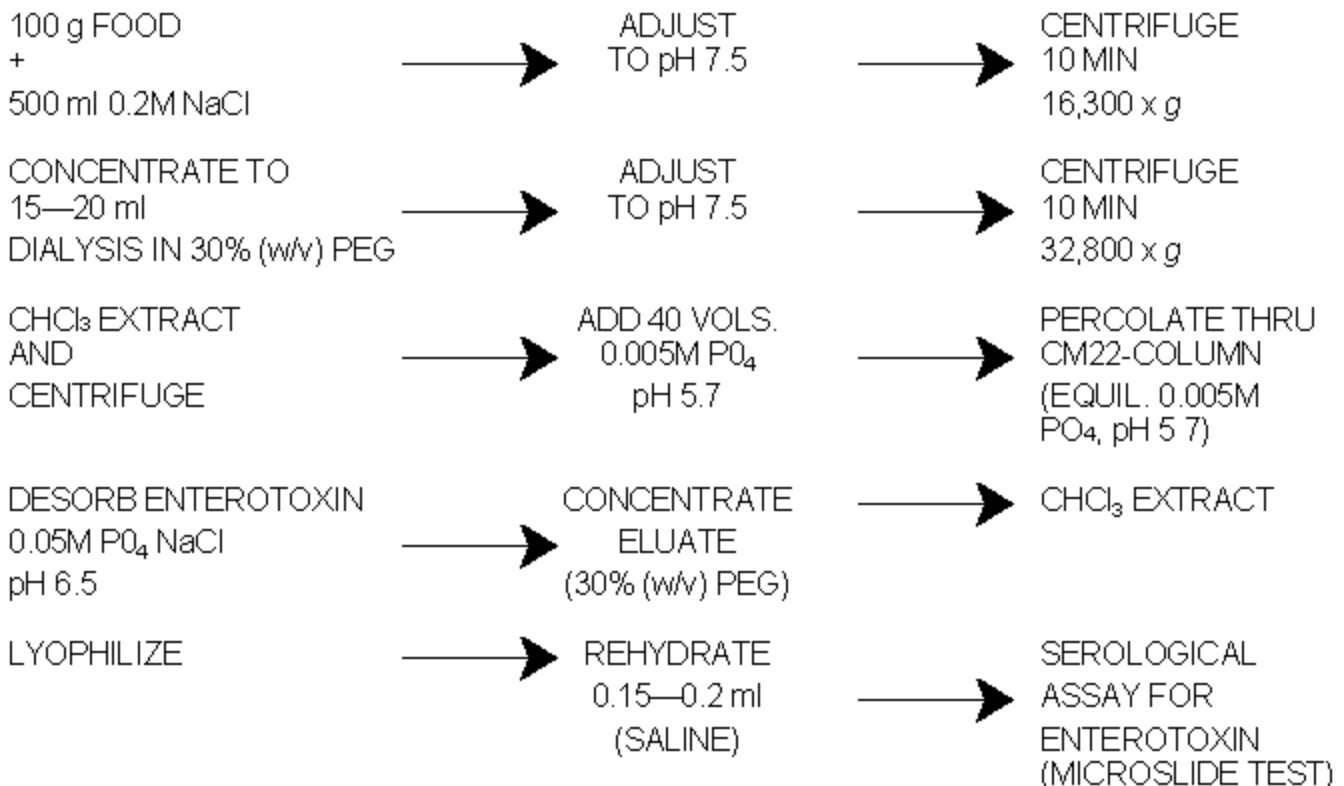 100 g FOOD
+
500 ml 0.2M NaCl
ADJUST
TO pH 7.5
CENTRIFUGE
10 MIN
16,300 x g
CONCENTRATE TO
15—20 ml
DIALYSIS IN 30% (w/v) PEG
ADJUST
TO pH 7.5
CENTRIFUGE
10 MIN
32,800 x g
CHCl₃ EXTRACT
AND
CENTRIFUGE
ADD 40 VOLS.
0.005M P0₄
pH 5.7
PERCOLATE THRU
CM22-COLUMN
(EQUIL. 0.005M
PO₄, pH 5 7)
DESORB ENTEROTOXIN
0.05M P0₄ NaCl
pH 6.5
CONCENTRATE
ELUATE
(30% (w/v) PEG)
CHCl₃ EXTRACT
LYOPHILIZE
REHYDRATE
0.15—0.2 ml
(SALINE)
SEROLOGICAL
ASSAY FOR
ENTEROTOXIN
(MICROSLIDE TEST)